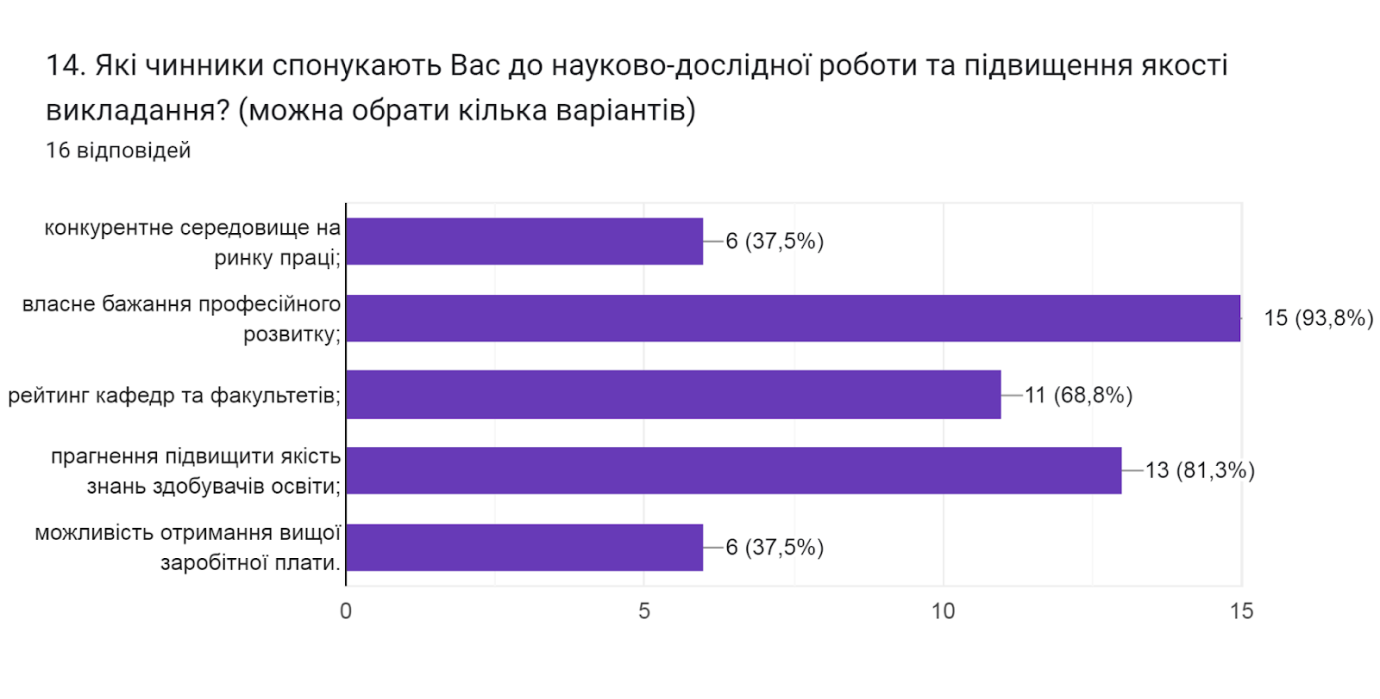 14. Які чинники спонукають Вас до науково-дослідної роботи та підвищення якості
викладання? (можна обрати кілька варіантів)
16 відповідей
конкурентне середовище на
ринку праці;
6 (37,5%)
власне бажання професійного
розвитку;
15 (93,8%)
рейтинг кафедр та факультетів;
11 (68,8%)
прагнення підвищити якість
знань здобувачів освіти;
13 (81,3%)
можливість отримання вищої
заробітної плати.
6 (37,5%)
0 5 10 15